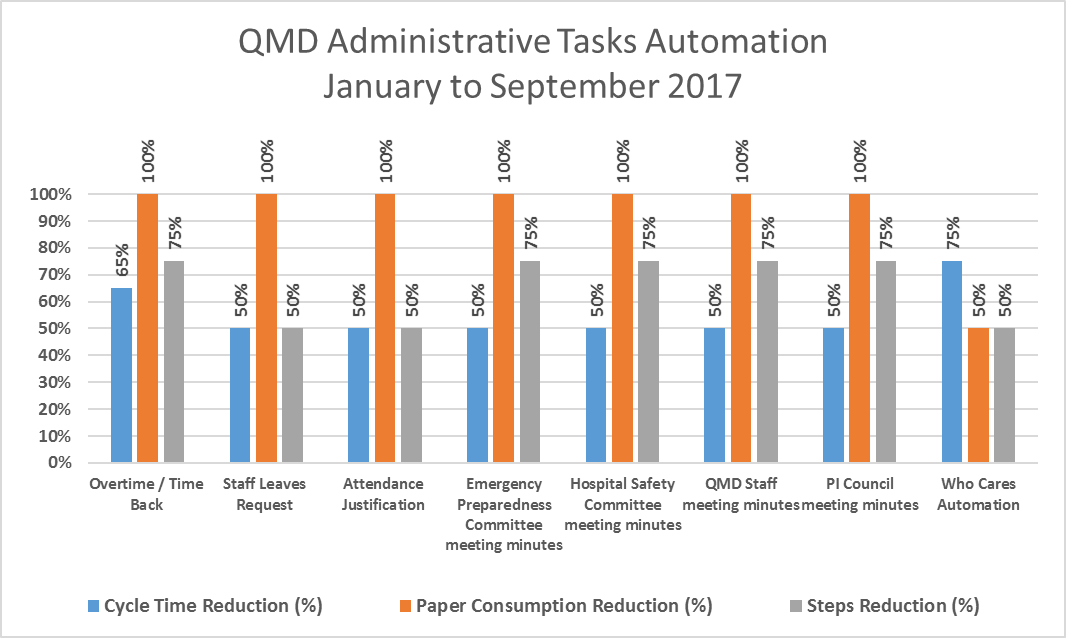 QMD Administrative Tasks Automation
January to September 2017
100%
90%
80%
70%
60%
50%
40%
30%
20%
10%
0%
65%
100%
75%
50%
100%
50%
50%
100%
50%
50%
100%
75%
50%
100%
75%
50%
100%
75%
50%
100%
75%
75%
50%
50%
Overtime / Time
Back
Staff Leaves
Request
Attendance
Justification
Emergency
Preparedness
Committee
meeting minutes
Hospital Safety
Committee
meeting minutes
QMD Staff
meeting minutes
PI Council
meeting minutes
Who Cares
Automation
Cycle Time Reduction (%)
Paper Consumption Reduction (%)
Steps Reduction (%)